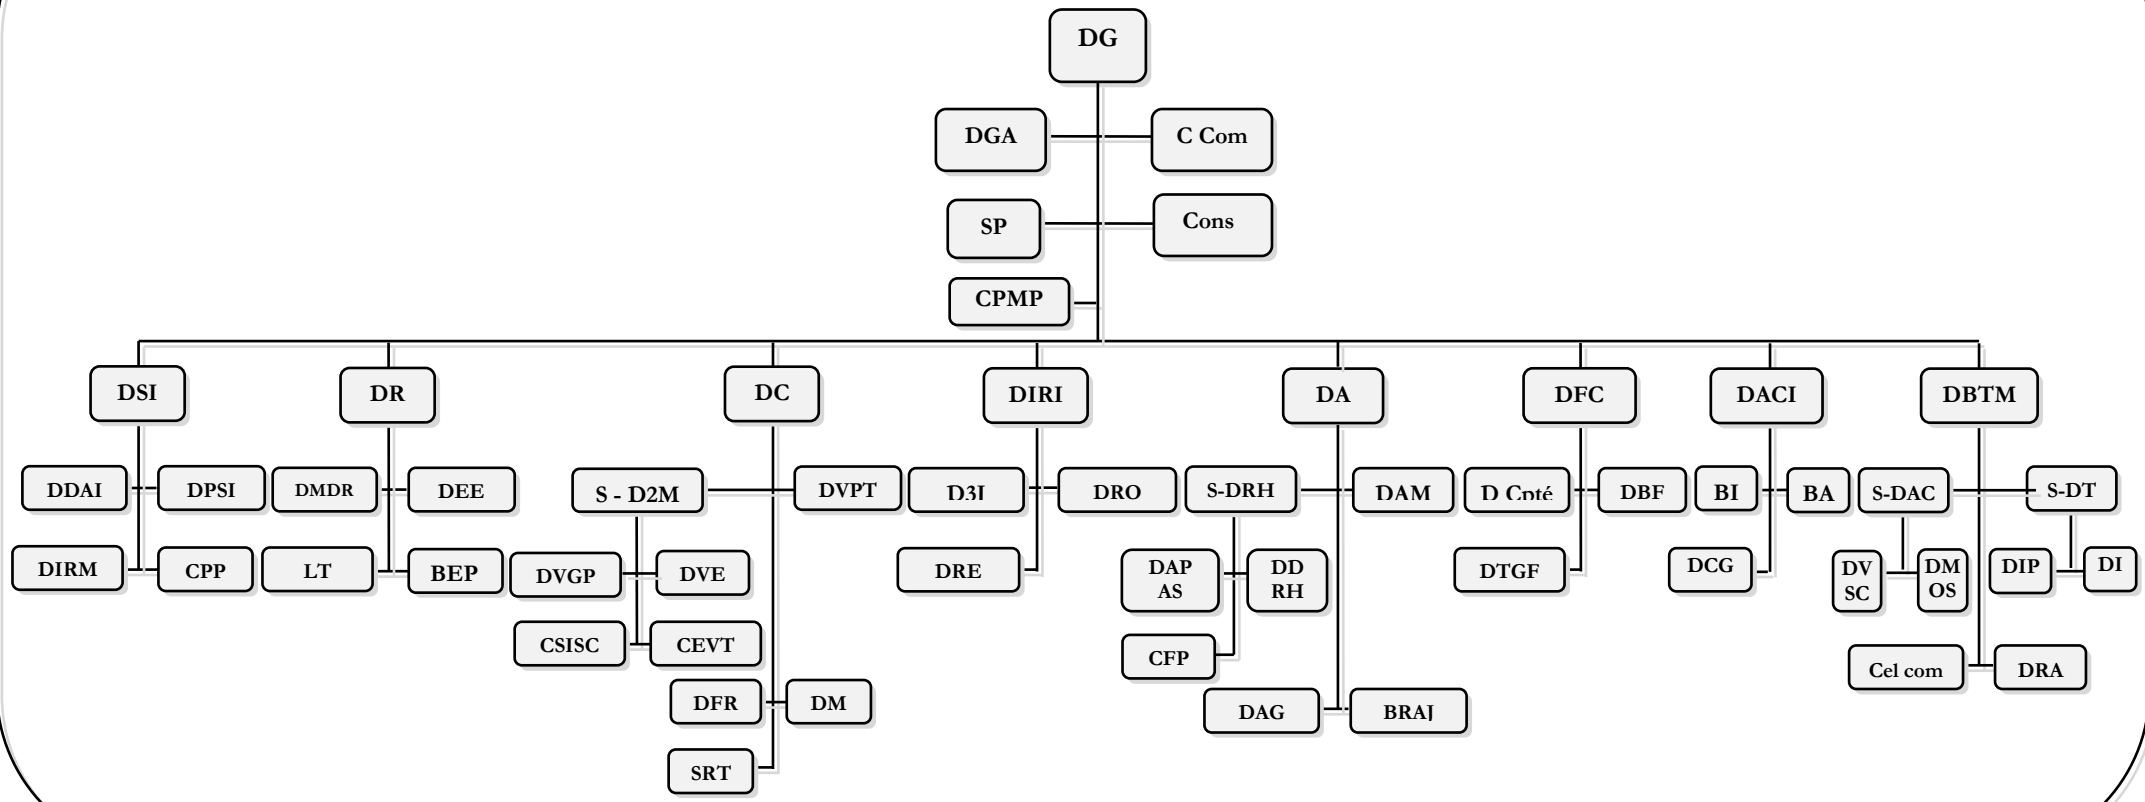 DG
DGA
C Com
SP
Cons
CPMP
DSI
DR
DC
DIRI
DA
DFC
DACI
DBTM
DDAI
DPSI
DMDR
DEE
S - D2M
DVPT
D3I
DRO
S-DRH
DAM
D Cpté
DBF
BI
BA
S-DAC
S-DT
DIRM
CPP
LT
BEP
DVGP
DVE
DRE
DAP
AS
DD
RH
DTGF
DCG
DV
SC
DM
OS
DIP
DI
CSISC
CEVT
CFP
Cel com
DRA
DFR
DM
DAG
BRAJ
SRT